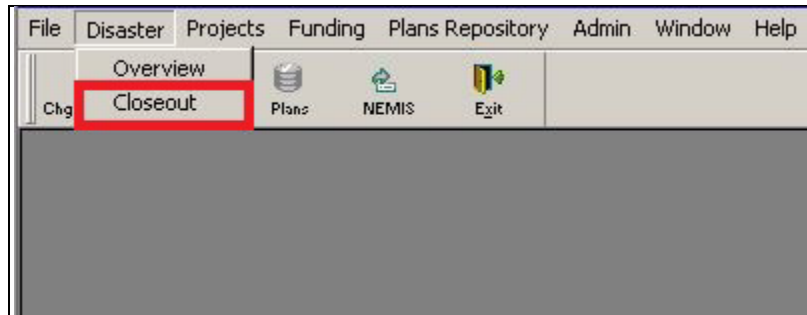 File Disaster Projects Funding Plans Repository Admin Window Help
Overview
Closeout
Chg Plans NEMIS Exit